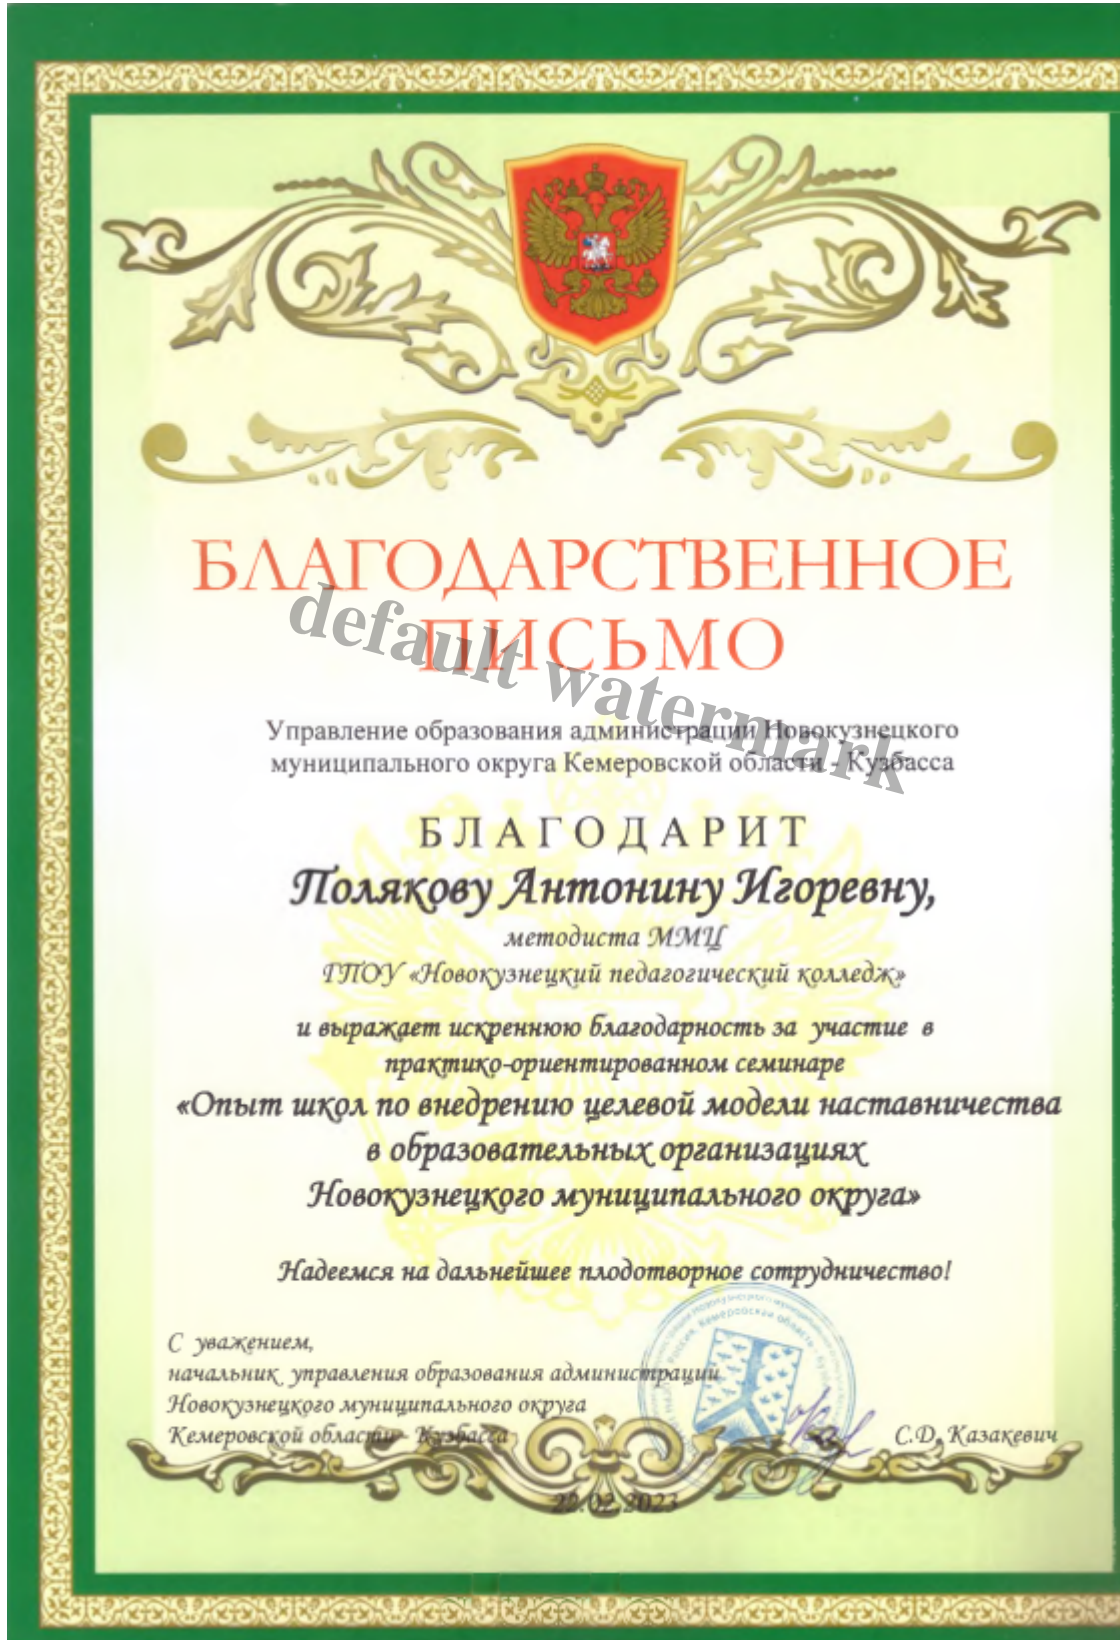 БЛАГОДАРСТВЕННОЕ
ПИСЬМО
default watermark
Управление образования администрации Новокузнецкого
муниципального округа Кемеровской области - Кузбасса
БЛАГОДАРИТ
Полякову Антонину Игоревну,
методиста ММЦ
ГПОУ «Новокузнецкий педагогический колледж»
и выражает искреннюю благодарность за участие в
практико-ориентированном семинаре
«Опыт школ по внедрению целевой модели наставничества
в образовательных организациях
Новокузнецкого муниципального округа»
Надеемся на дальнейшее плодотворное сотрудничество!
С уважением,
начальник управления образования администрации
Новокузнецкого муниципального округа
Кемеровской области - Кузбасса
С.Д. Казакевич
22.02.2023